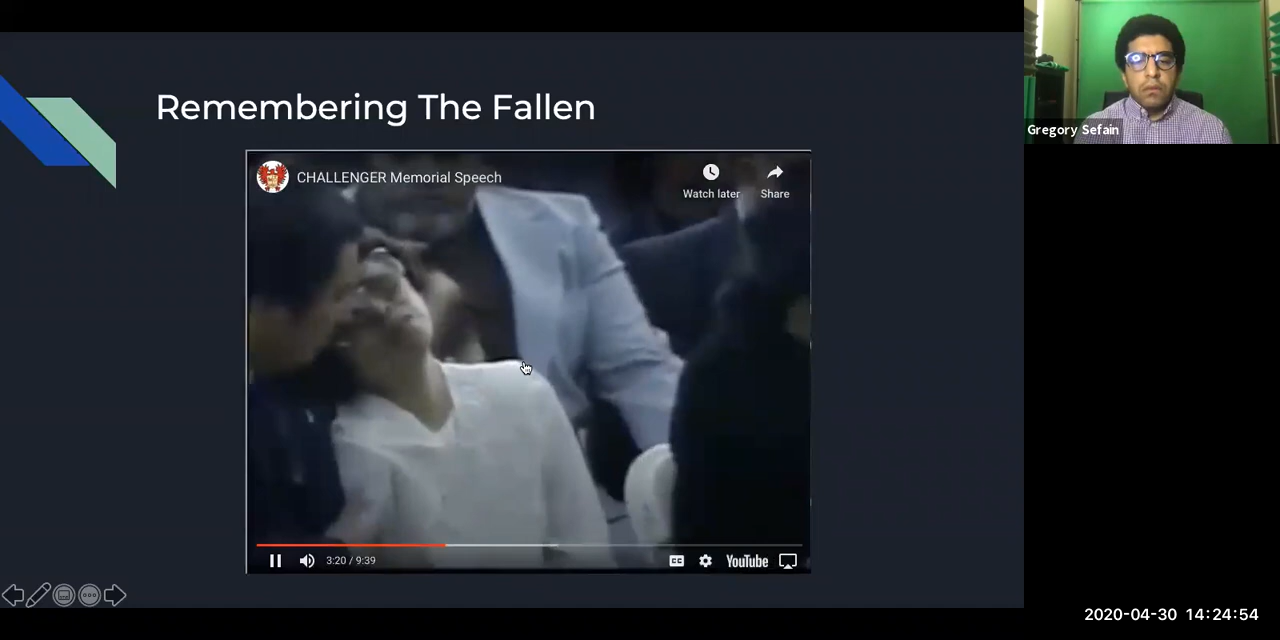 Remembering The Fallen
CHALLENGER Memorial Speech
Watch later
Share
3:20 / 9:39
CC
YouTube
Gregory Sefain
2020-04-30 14:24:54